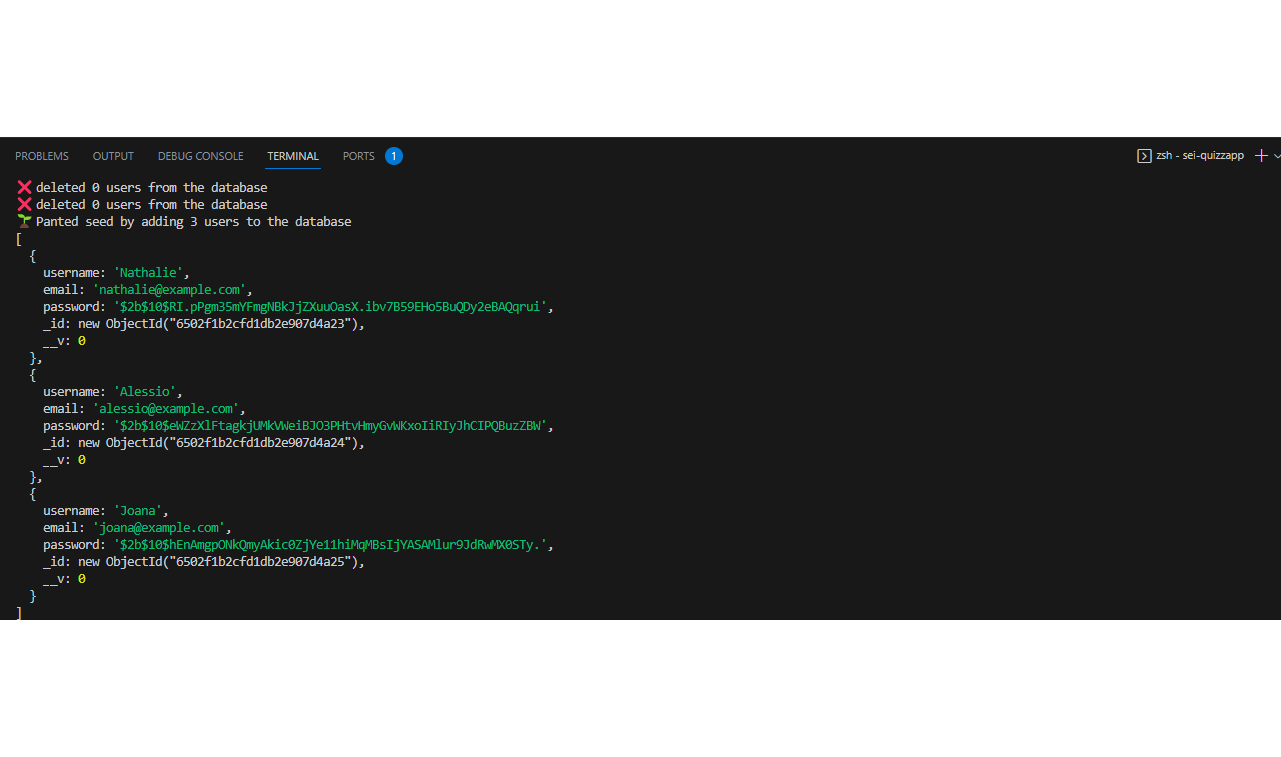 PROBLEMS OUTPUT DEBUG CONSOLE TERMINAL PORTS 1 zsh - sei-quizzapp
❌ deleted 0 users from the database
❌ deleted 0 users from the database
🌱 Panted seed by adding 3 users to the database
[
  {
    username: 'Nathalie',
    email: 'nathalie@example.com',
    password: '$2b$10$RI.pPgm35mYFmgNBkJjZXuuOasX.ibv7B59EHo5BuQDy2eBAQqrui',
    _id: new ObjectId("6502f1b2cfd1db2e907d4a23"),
    __v: 0
  },
  {
    username: 'Alessio',
    email: 'alessio@example.com',
    password: '$2b$10$eWZzXlFtagkjUMkVWeiBJO3PHtvHmyGvWKxoIiRIyJhCIPQBuzZBW',
    _id: new ObjectId("6502f1b2cfd1db2e907d4a24"),
    __v: 0
  },
  {
    username: 'Joana',
    email: 'joana@example.com',
    password: '$2b$10$hEnAmgpONkQmyAkic0ZjYe11hiMqMBsIjYASAMlur9JdRwMX0STy.',
    _id: new ObjectId("6502f1b2cfd1db2e907d4a25"),
    __v: 0
  }
]